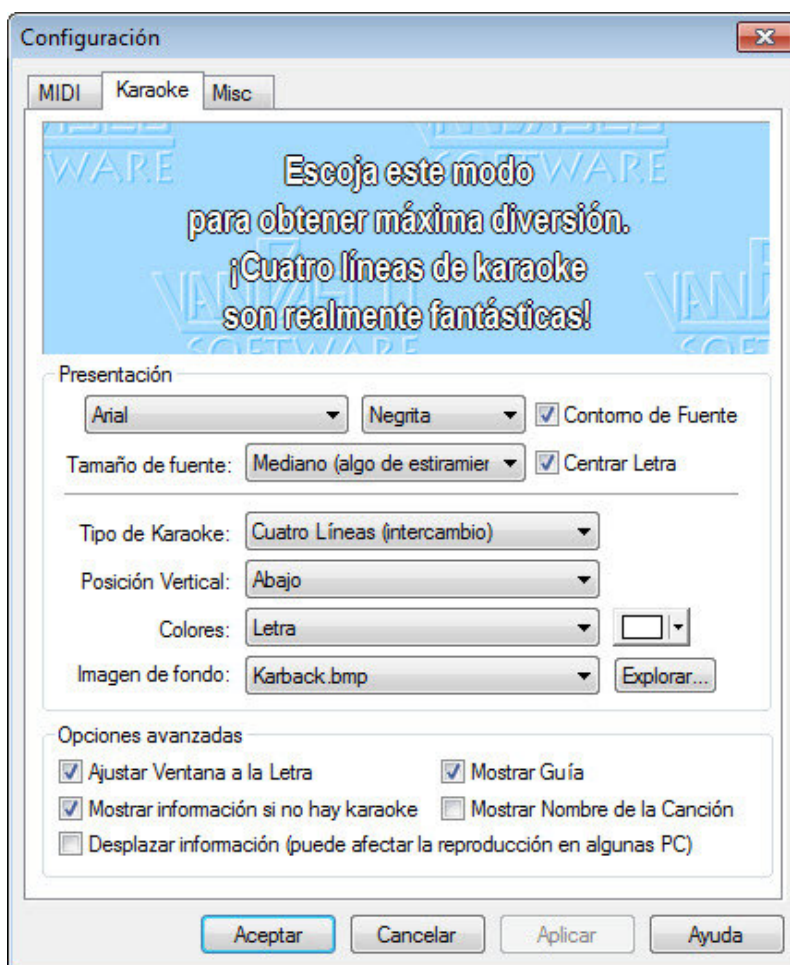 Configuración
MIDI Karaoke Misc
WARE SOFTWARE
Escoja este modo
para obtener máxima diversión.
¡Cuatro líneas de karaoke
son realmente fantásticas!
SOFTWARE
Presentación
Arial Negrita Contorno de Fuente
Tamaño de fuente: Mediano (algo de estiramier Centrar Letra
Tipo de Karaoke: Cuatro Líneas (intercambio)
Posición Vertical: Abajo
Colores: Letra
Imagen de fondo: Karback.bmp Explorar...
Opciones avanzadas
Ajustar Ventana a la Letra Mostrar Guía
Mostrar información si no hay karaoke Mostrar Nombre de la Canción
Desplazar información (puede afectar la reproducción en algunas PC)
Aceptar Cancelar Aplicar Ayuda